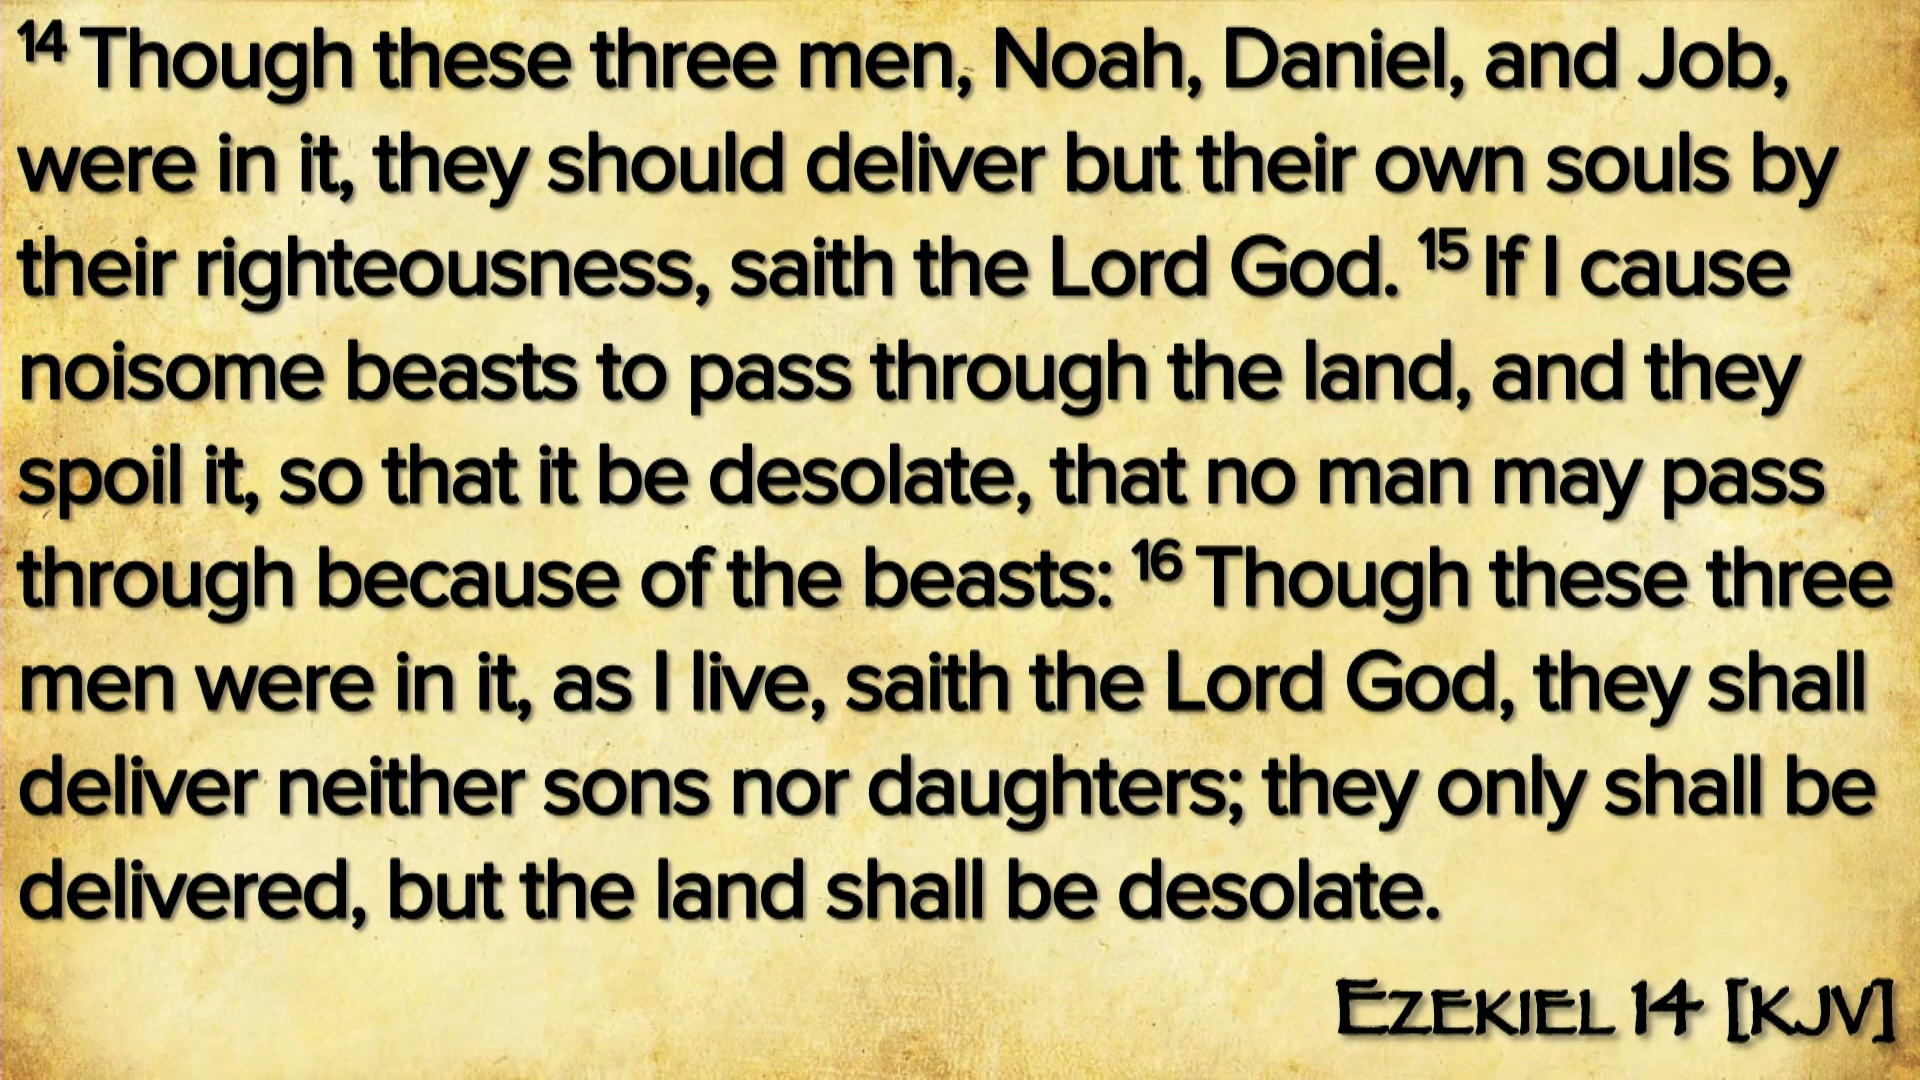 14 Though these three men, Noah, Daniel, and Job,
were in it, they should deliver but their own souls by
their righteousness, saith the Lord God. 15 If I cause
noisome beasts to pass through the land, and they
spoil it, so that it be desolate, that no man may pass
through because of the beasts: 16 Though these three
men were in it, as I live, saith the Lord God, they shall
deliver neither sons nor daughters; they only shall be
delivered, but the land shall be desolate.
Ezekiel 14 [KJV]